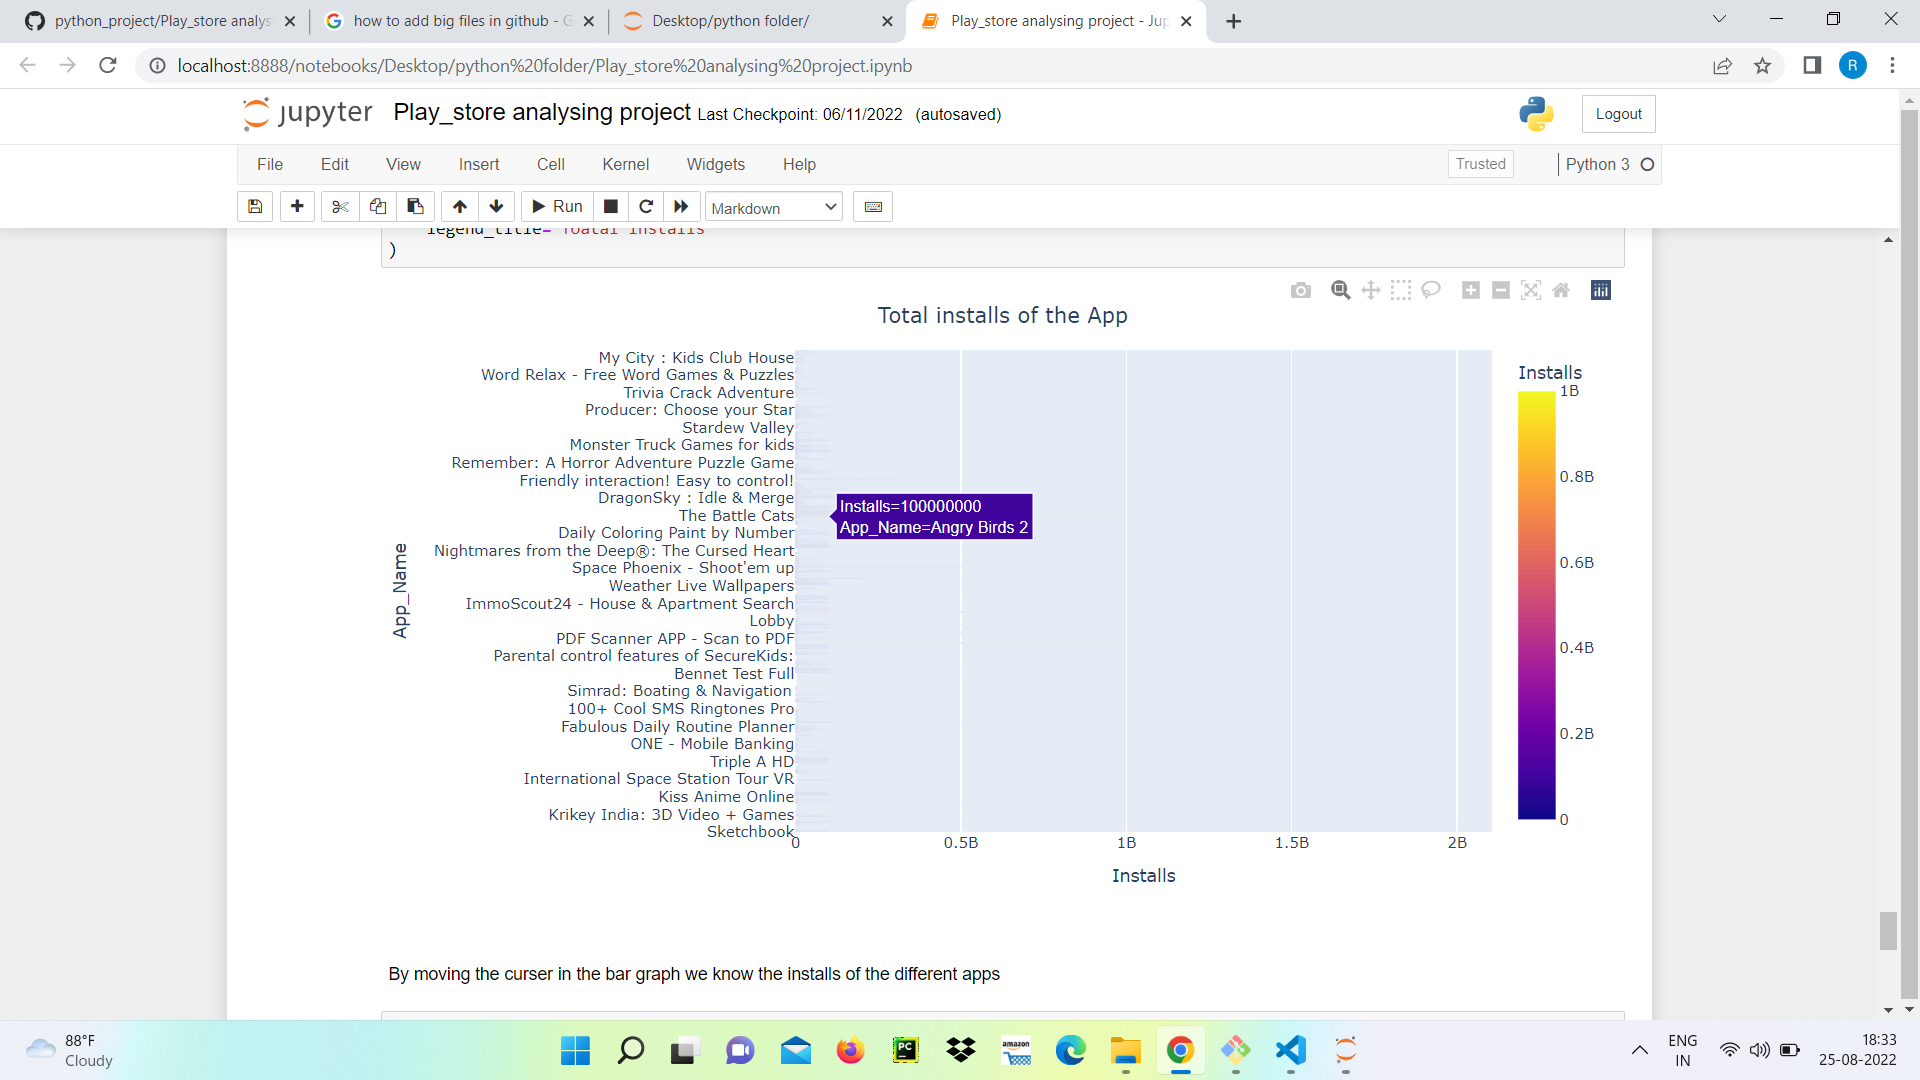 python_project/Play_store analys
how to add big files in github - G
Desktop/python folder/
Play_store analysing project - Jup
localhost:8888/notebooks/Desktop/python%20folder/Play_store%20analysing%20project.ipynb
R
jupyter Play_store analysing project Last Checkpoint: 06/11/2022 (autosaved)
Logout
File Edit View Insert Cell Kernel Widgets Help
Trusted
Python 3
Run
Markdown
legend_title="Toatal Installs"
)
Total installs of the App
My City : Kids Club House
Word Relax - Free Word Games & Puzzles
Trivia Crack Adventure
Producer: Choose your Star
Stardew Valley
Monster Truck Games for kids
Remember: A Horror Adventure Puzzle Game
Friendly interaction! Easy to control!
DragonSky : Idle & Merge
The Battle Cats
Daily Coloring Paint by Number
Nightmares from the Deep®: The Cursed Heart
Space Phoenix - Shoot'em up
Weather Live Wallpapers
ImmoScout24 - House & Apartment Search
Lobby
PDF Scanner APP - Scan to PDF
Parental control features of SecureKids:
Bennet Test Full
Simrad: Boating & Navigation
100+ Cool SMS Ringtones Pro
Fabulous Daily Routine Planner
ONE - Mobile Banking
Triple A HD
International Space Station Tour VR
Kiss Anime Online
Krikey India: 3D Video + Games
Sketchbook
App_Name
Installs=100000000
App_Name=Angry Birds 2
0 0.5B 1B 1.5B 2B
Installs
Installs
1B
0.8B
0.6B
0.4B
0.2B
0
By moving the curser in the bar graph we know the installs of the different apps
88°F
Cloudy
PC
amazon
ENG
IN
18:33
25-08-2022